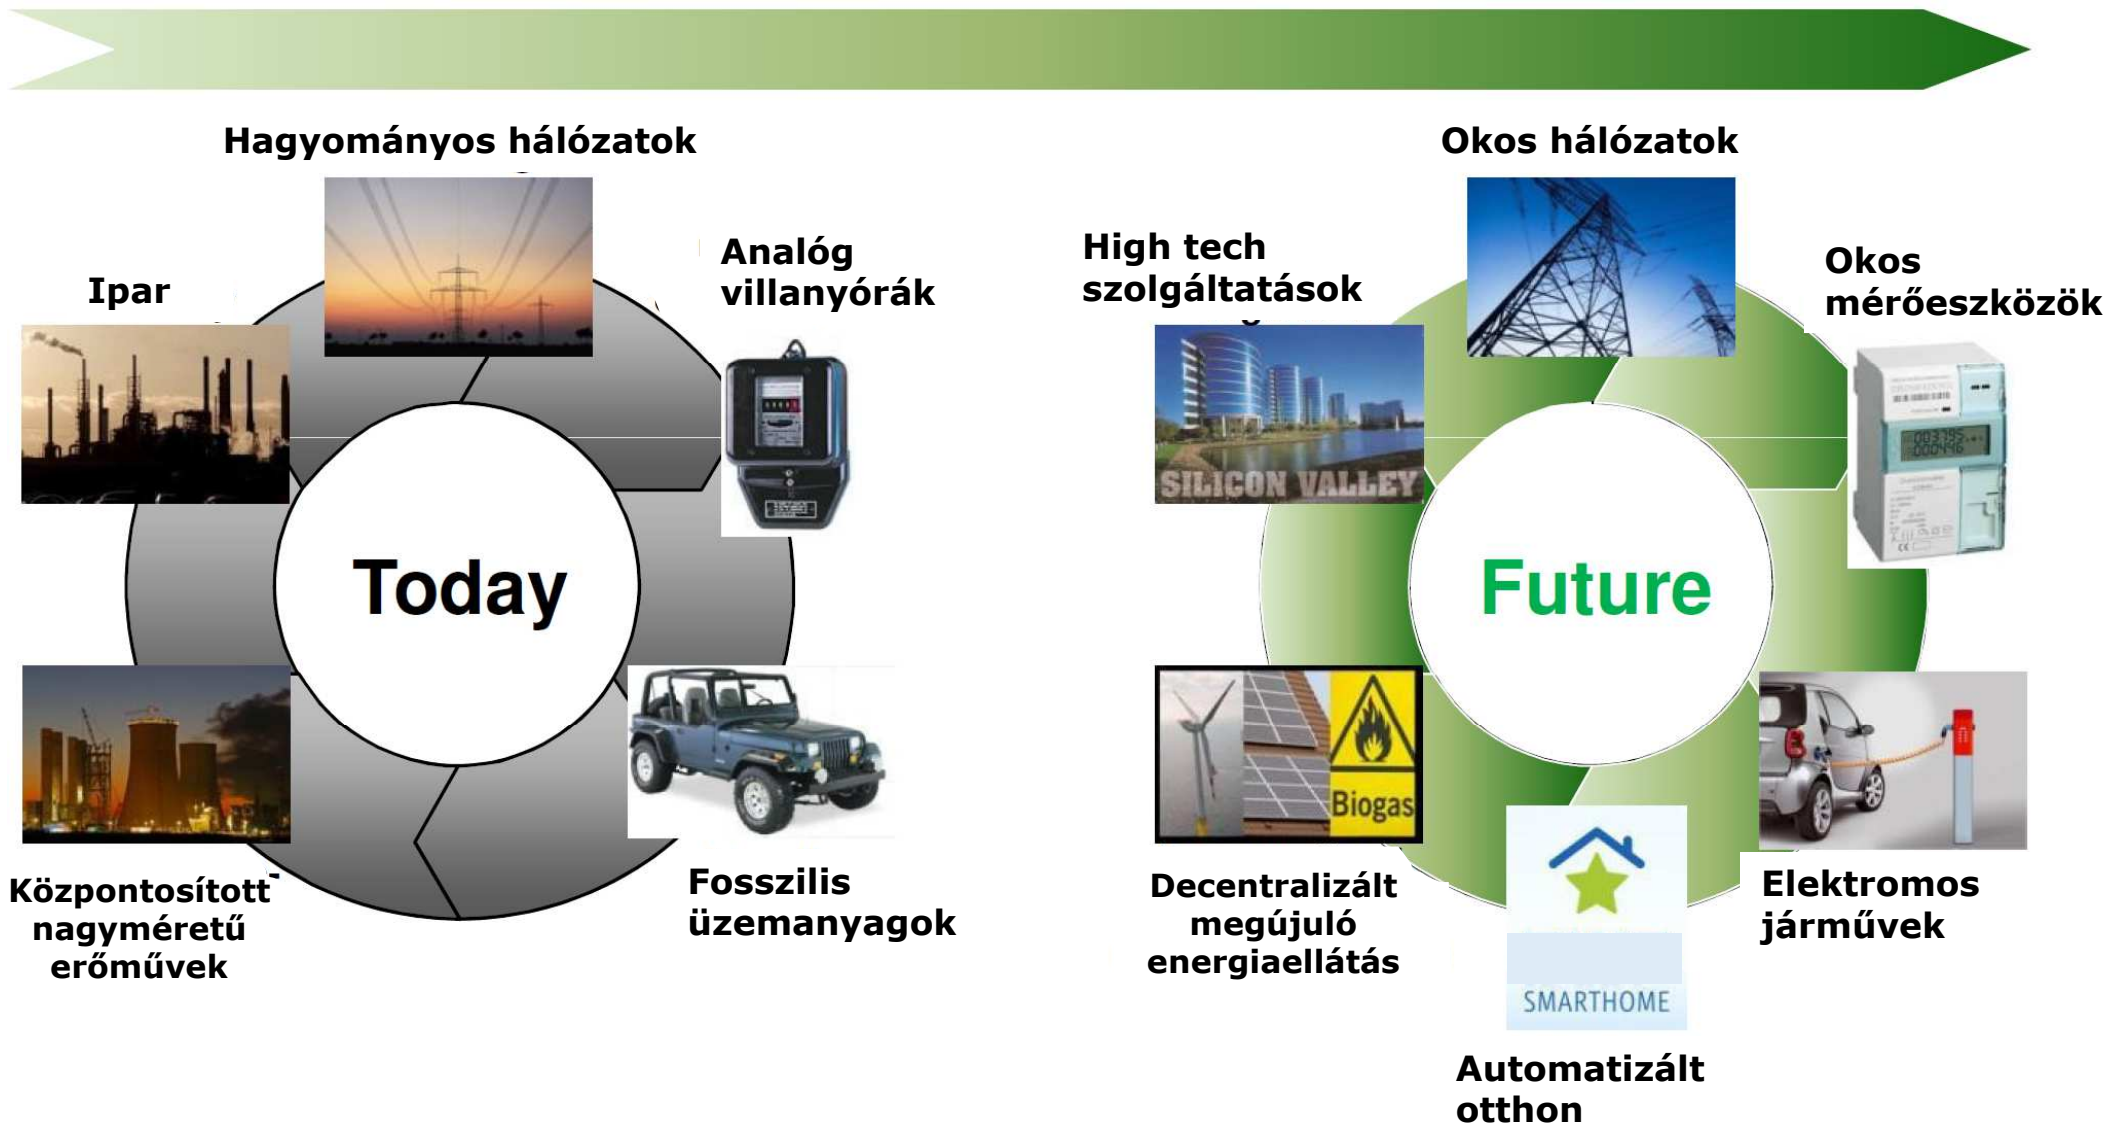 Hagyományos hálózatok
Okos hálózatok
Ipar
Analóg
villanyórák
High tech
szolgáltatások
Okos
mérőeszközök
SILICON VALLEY
Today
Future
Biogas
Központosított
nagyméretű
erőművek
Fosszilis
üzemanyagok
Decentralizált
megújuló
energiaellátás
Elektromos
járművek
SMARTHOME
Automatizált
otthon